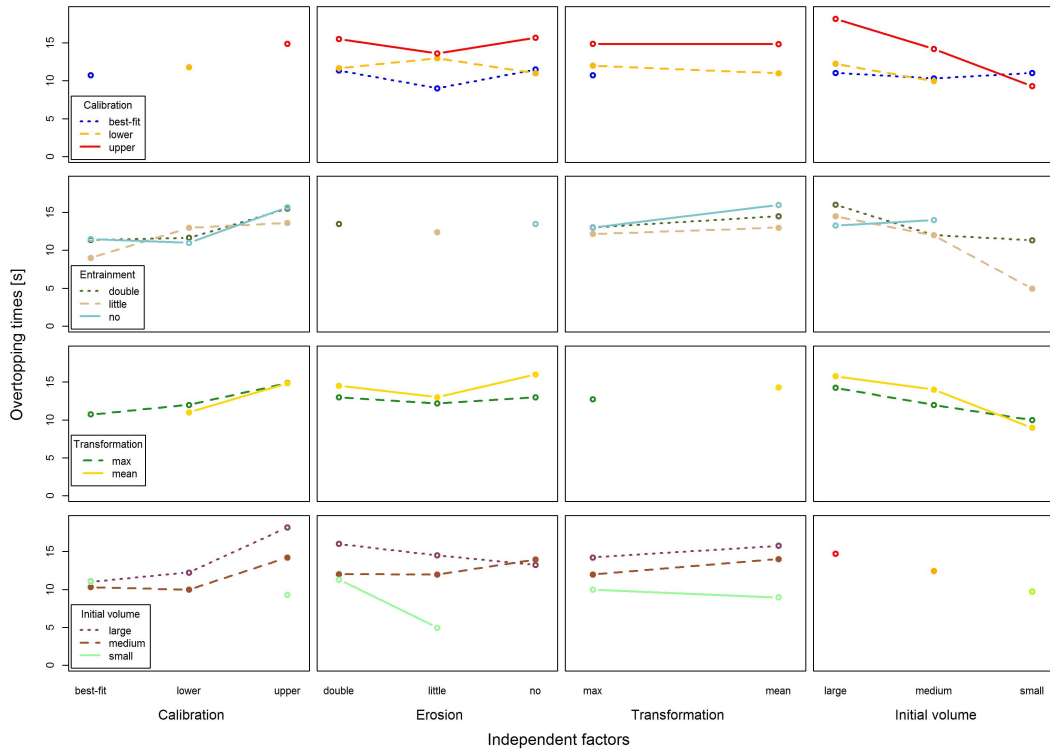 15
10
5
0
Calibration
best-fit
lower
upper
15
10
5
0
Entrainment
double
little
no
Overtopping times [s]
15
10
5
0
Transformation
max
mean
15
10
5
0
Initial volume
large
medium
small
best-fit lower upper double little no max mean large medium small
Calibration Erosion Transformation Initial volume
Independent factors